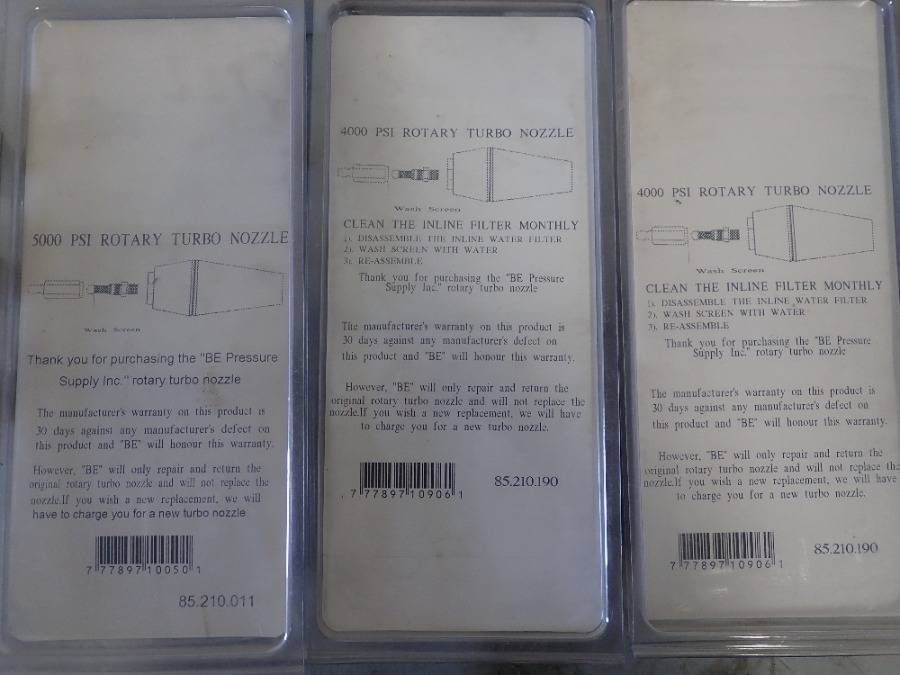 5000 PSI ROTARY TURBO NOZZLE
Wash Screen
Thank you for purchasing the "BE Pressure
Supply Inc." rotary turbo nozzle
The manufacturer's warranty on this product is
30 days against any manufacturer's defect on
this product and "BE" will honour this warranty.
However, "BE" will only repair and return the
original rotary turbo nozzle and will not replace the
nozzle.If you wish a new replacement, we will
have to charge you for a new turbo nozzle
7 77897 10050 1
85.210.011
4000 PSI ROTARY TURBO NOZZLE
Wash Screen
CLEAN THE INLINE FILTER MONTHLY
1). DISASSEMBLE THE INLINE WATER FILTER
2). WASH SCREEN WITH WATER
3). RE-ASSEMBLE
Thank you for purchasing the "BE Pressure
Supply Inc." rotary turbo nozzle
The manufacturer's warranty on this product is
30 days against any manufacturer's defect on
this product and "BE" will honour this warranty.
However, "BE" will only repair and return the
original rotary turbo nozzle and will not replace the
nozzle.If you wish a new replacement, we will have
to charge you for a new turbo nozzle.
7 77897 10906 1
85.210.190
4000 PSI ROTARY TURBO NOZZLE
Wash Screen
CLEAN THE INLINE FILTER MONTHLY
1). DISASSEMBLE THE INLINE WATER FILTER
2). WASH SCREEN WITH WATER
3). RE-ASSEMBLE
Thank you for purchasing the "BE Pressure
Supply Inc." rotary turbo nozzle
The manufacturer's warranty on this product is
30 days against any manufacturer's defect on
this product and "BE" will honour this warranty.
However, "BE" will only repair and return the
original rotary turbo nozzle and will not replace the
nozzle.If you wish a new replacement, we will have
to charge you for a new turbo nozzle.
7 77897 10906 1
85.210.190